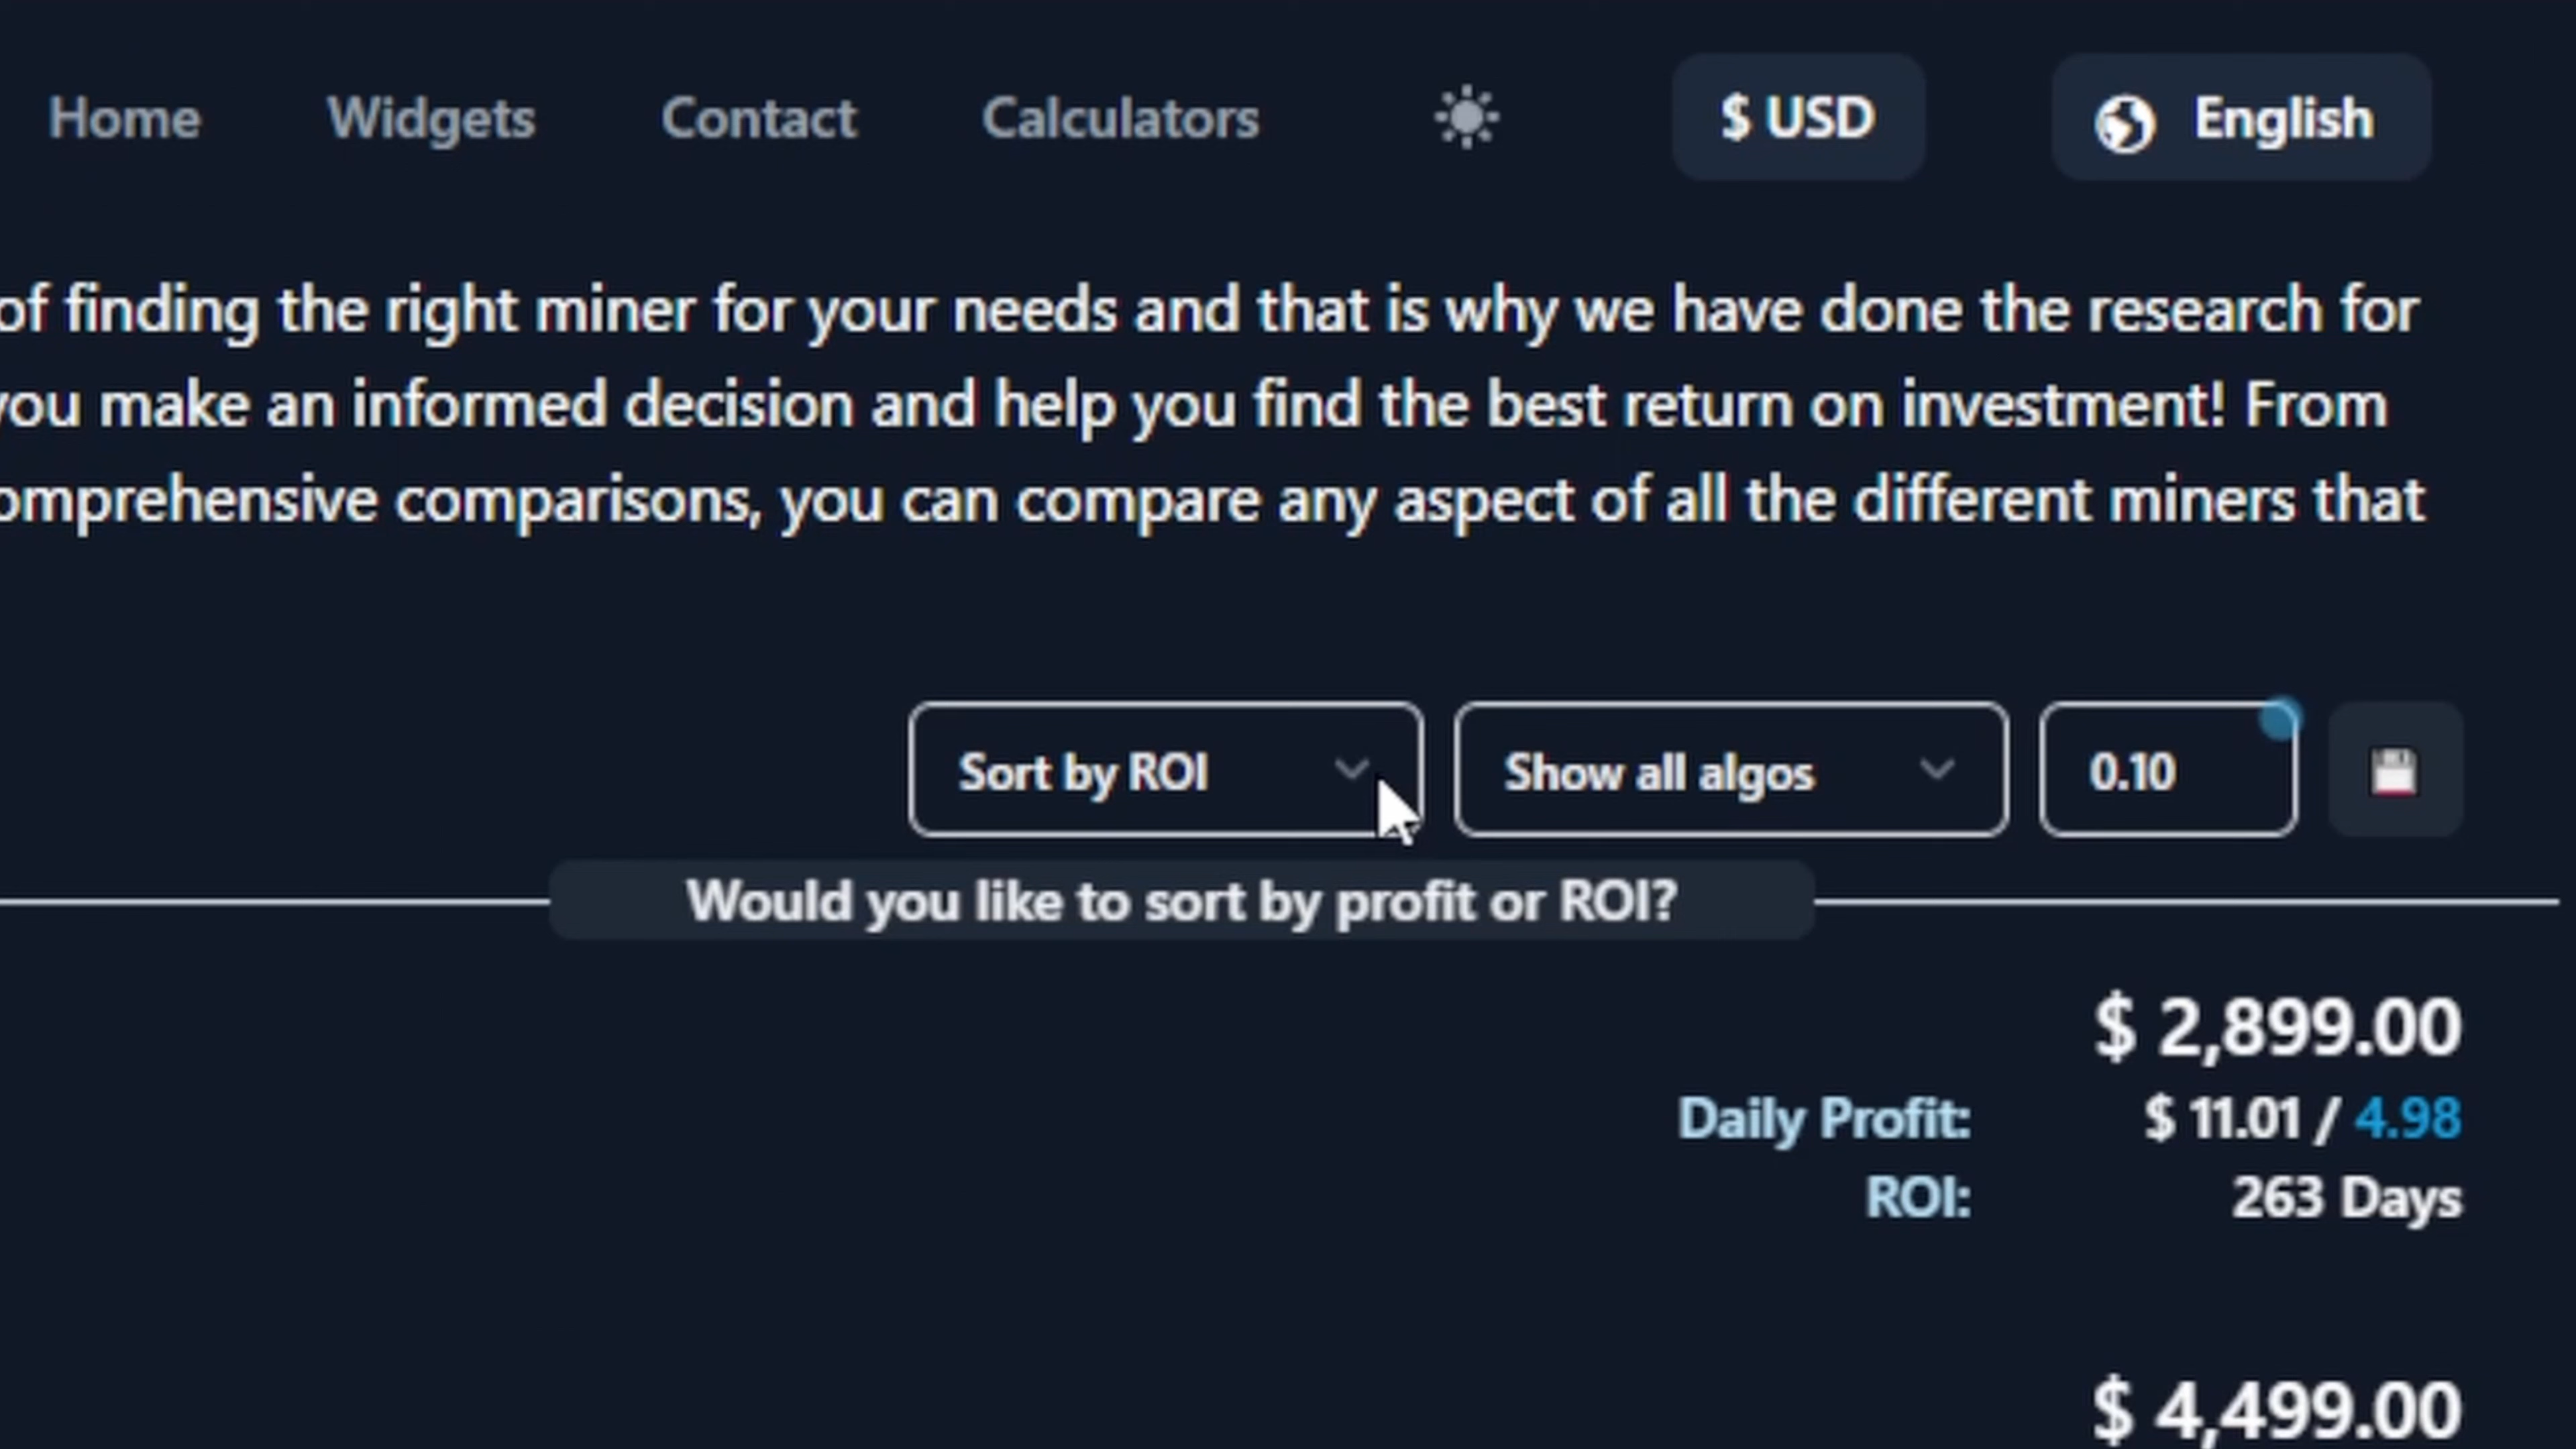 Home Widgets Contact Calculators $ USD English
of finding the right miner for your needs and that is why we have done the research for
you make an informed decision and help you find the best return on investment! From
omprehensive comparisons, you can compare any aspect of all the different miners that
Sort by ROI Show all algos 0.10
Would you like to sort by profit or ROI?
$ 2,899.00
Daily Profit: $ 11.01 / 4.98
ROI: 263 Days
$ 4,499.00